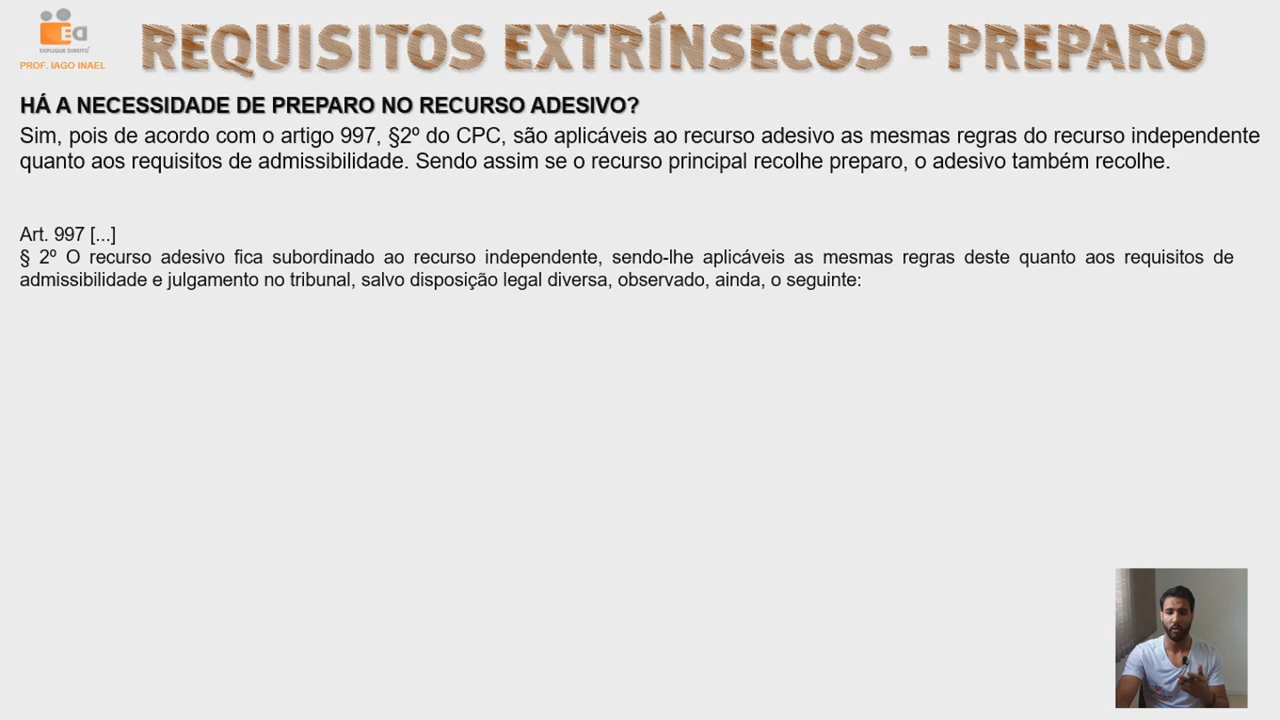 ED
EXPLIQUE DIREITO
PROF. IAGO INAEL
REQUISITOS EXTRÍNSECOS - PREPARO
HÁ A NECESSIDADE DE PREPARO NO RECURSO ADESIVO?
Sim, pois de acordo com o artigo 997, §2º do CPC, são aplicáveis ao recurso adesivo as mesmas regras do recurso independente
quanto aos requisitos de admissibilidade. Sendo assim se o recurso principal recolhe preparo, o adesivo também recolhe.
Art. 997 [...]
§ 2º O recurso adesivo fica subordinado ao recurso independente, sendo-lhe aplicáveis as mesmas regras deste quanto aos requisitos de
admissibilidade e julgamento no tribunal, salvo disposição legal diversa, observado, ainda, o seguinte: